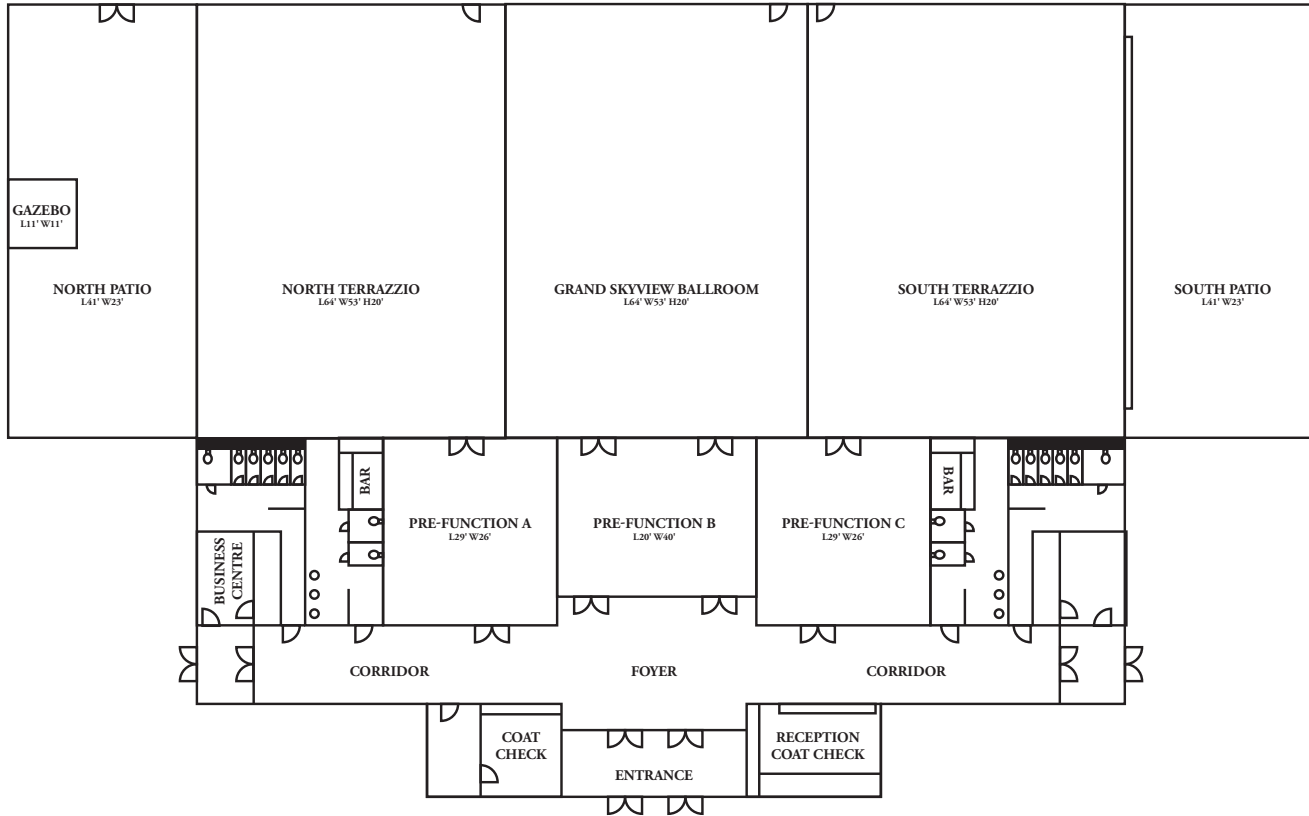 GAZEBO
L11' W11'
NORTH PATIO
L41' W23'
NORTH TERRAZZIO
L64' W53' H20'
GRAND SKYVIEW BALLROOM
L64' W53' H20'
SOUTH TERRAZZIO
L64' W53' H20'
SOUTH PATIO
L41' W23'
BAR
BAR
PRE-FUNCTION A
L29' W26'
PRE-FUNCTION B
L20' W40'
PRE-FUNCTION C
L29' W26'
BUSINESS
CENTRE
CORRIDOR
FOYER
CORRIDOR
COAT
CHECK
ENTRANCE
RECEPTION
COAT CHECK